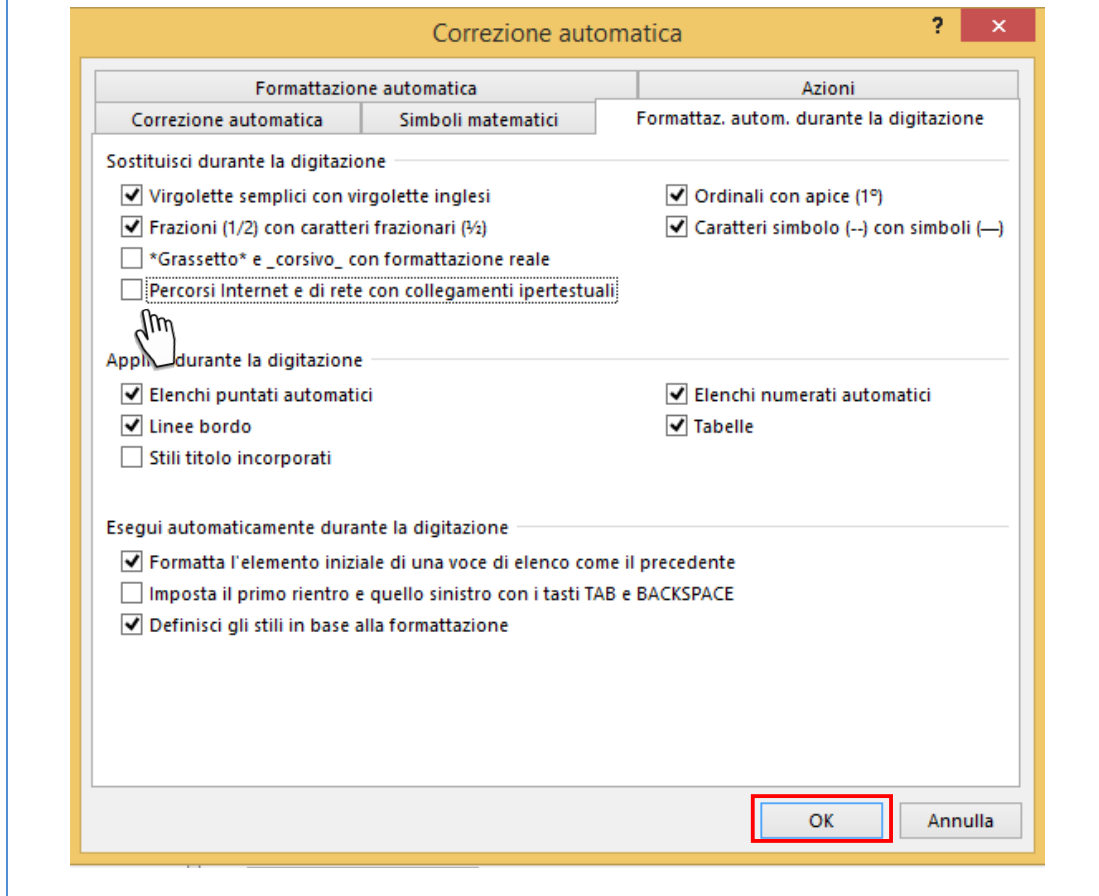 Correzione automatica ? ×
Formattazione automatica Azioni
Correzione automatica Simboli matematici Formattaz. autom. durante la digitazione
Sostituisci durante la digitazione
Virgolette semplici con virgolette inglesi Ordinali con apice (1º)
Frazioni (1/2) con caratteri frazionari (½) Caratteri simbolo (--) con simboli (—)
*Grassetto* e _corsivo_ con formattazione reale
Percorsi Internet e di rete con collegamenti ipertestuali
durante la digitazione
Elenchi puntati automatici Elenchi numerati automatici
Linee bordo Tabelle
Stili titolo incorporati
Esegui automaticamente durante la digitazione
Formatta l'elemento iniziale di una voce di elenco come il precedente
Imposta il primo rientro e quello sinistro con i tasti TAB e BACKSPACE
Definisci gli stili in base alla formattazione
OK Annulla